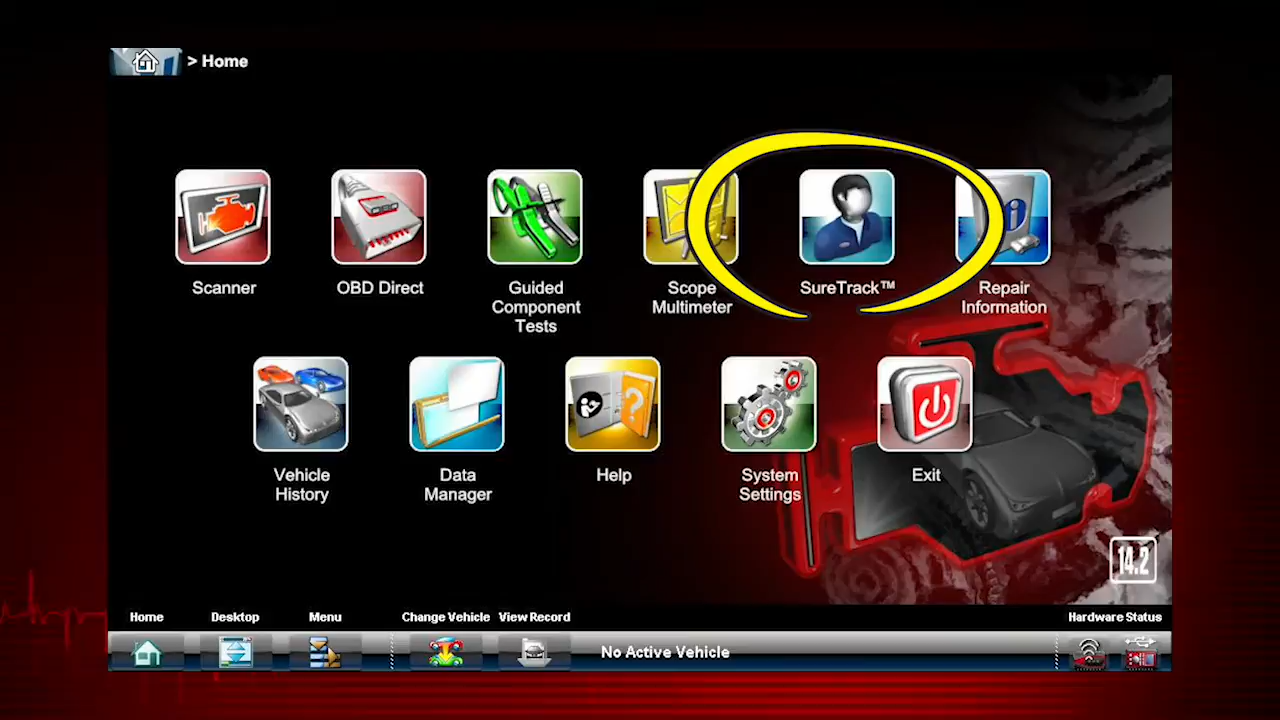 > Home
Scanner
OBD Direct
Guided
Component
Tests
Scope
Multimeter
SureTrack™
Repair
Information
Vehicle
History
Data
Manager
Help
System
Settings
Exit
14.2
Home
Desktop
Menu
Change Vehicle
View Record
Hardware Status
No Active Vehicle